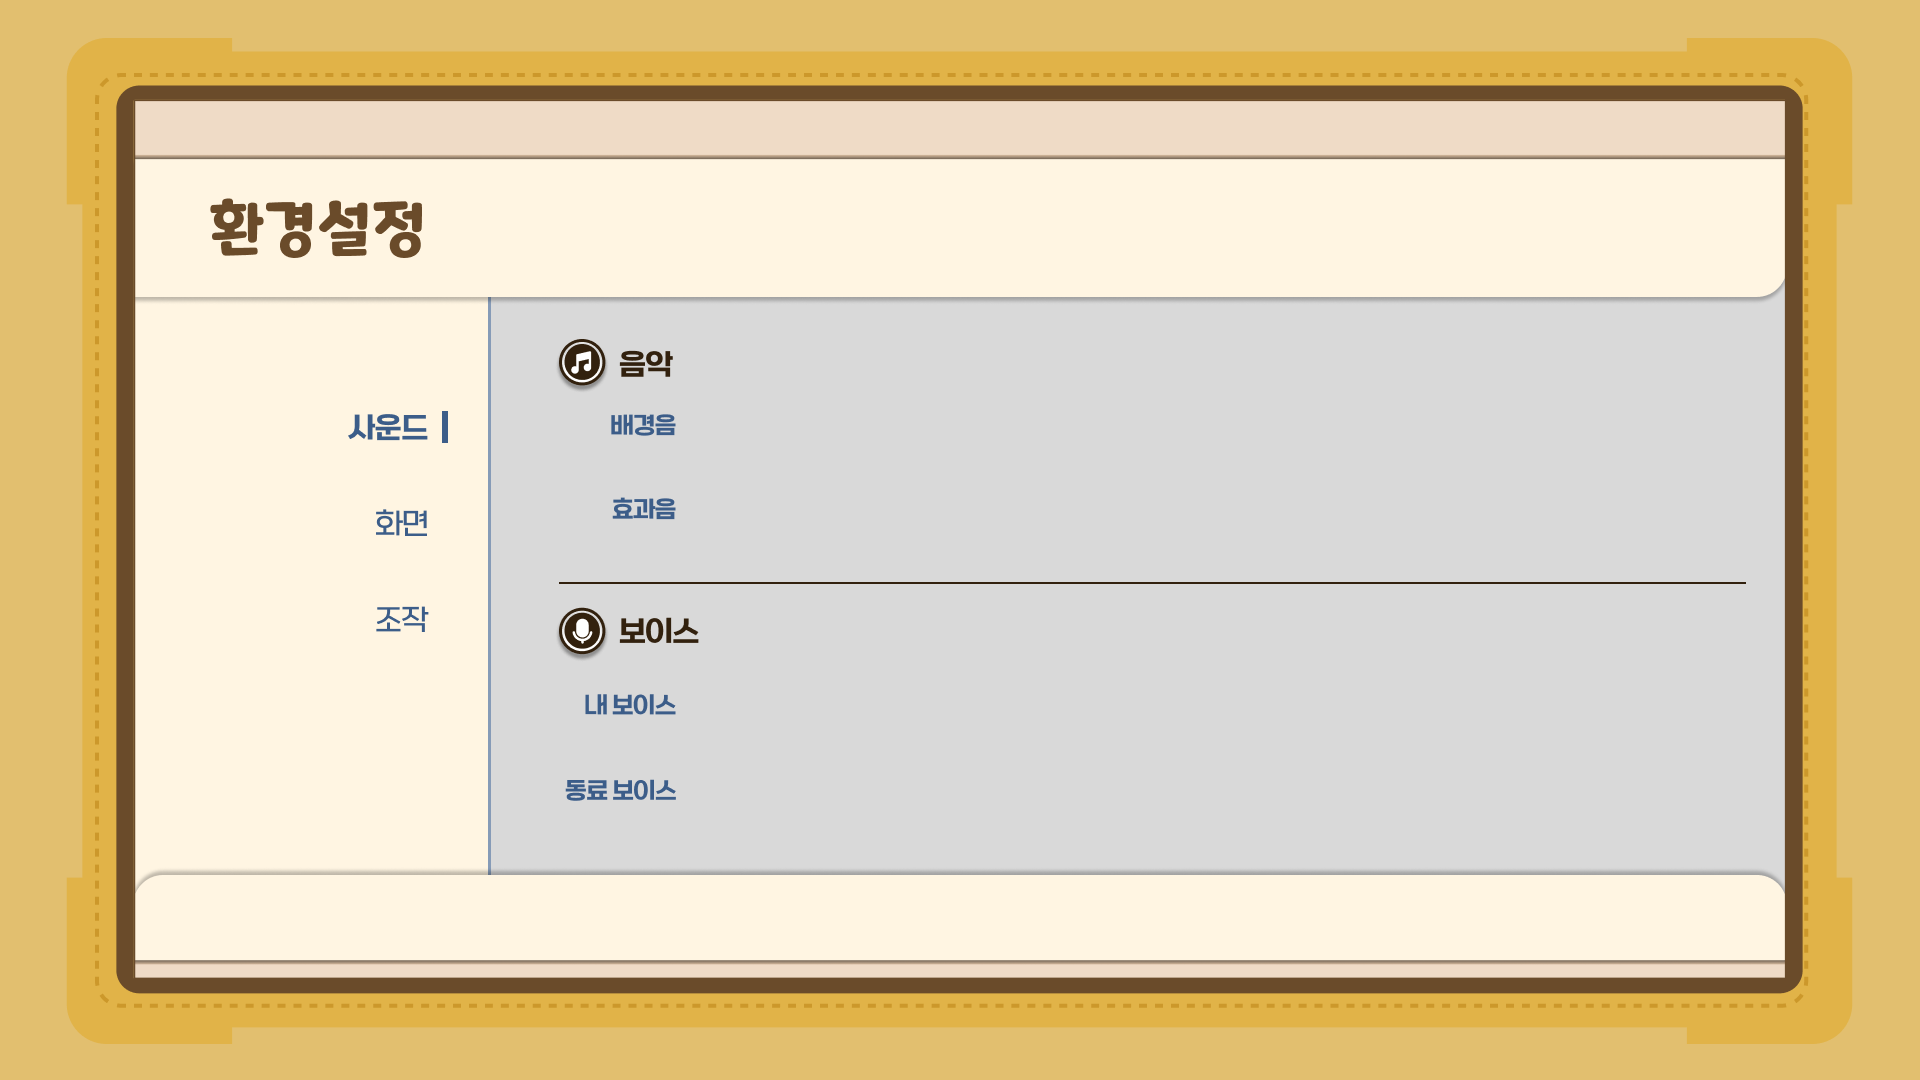 환경설정
사운드
화면
조작
음악
배경음
효과음
보이스
내 보이스
동료 보이스